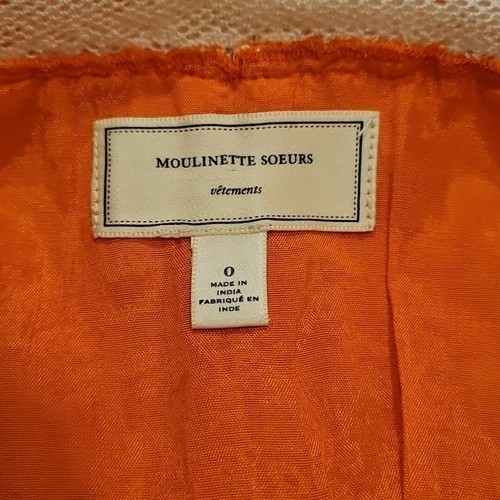 MOULINETTE SOEURS
vêtements
0
MADE IN
INDIA
FABRIQUÉ EN
INDE